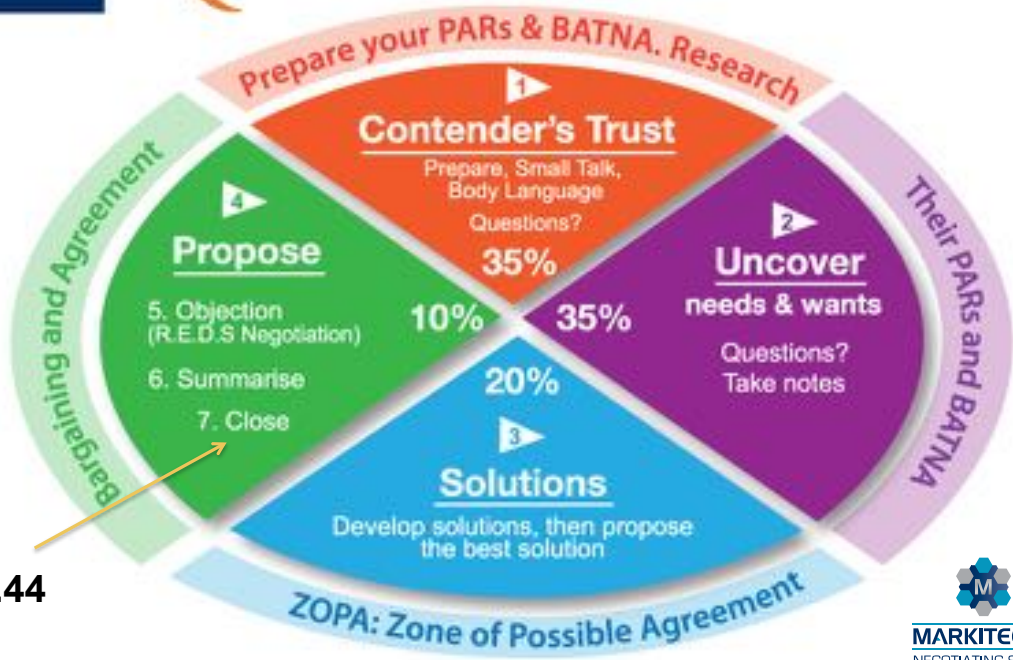 Prepare your PARs & BATNA. Research
1
Contender's Trust
Prepare, Small Talk,
Body Language
Questions?
35%
2
Uncover
needs & wants
Questions?
Take notes
35%
Their PARs and BATNA
20%
3
Solutions
Develop solutions, then propose
the best solution
ZOPA: Zone of Possible Agreement
4
Propose
5. Objection
(R.E.D.S Negotiation)
6. Summarise
7. Close
10%
Bargaining and Agreement
.44
M
MARKITE